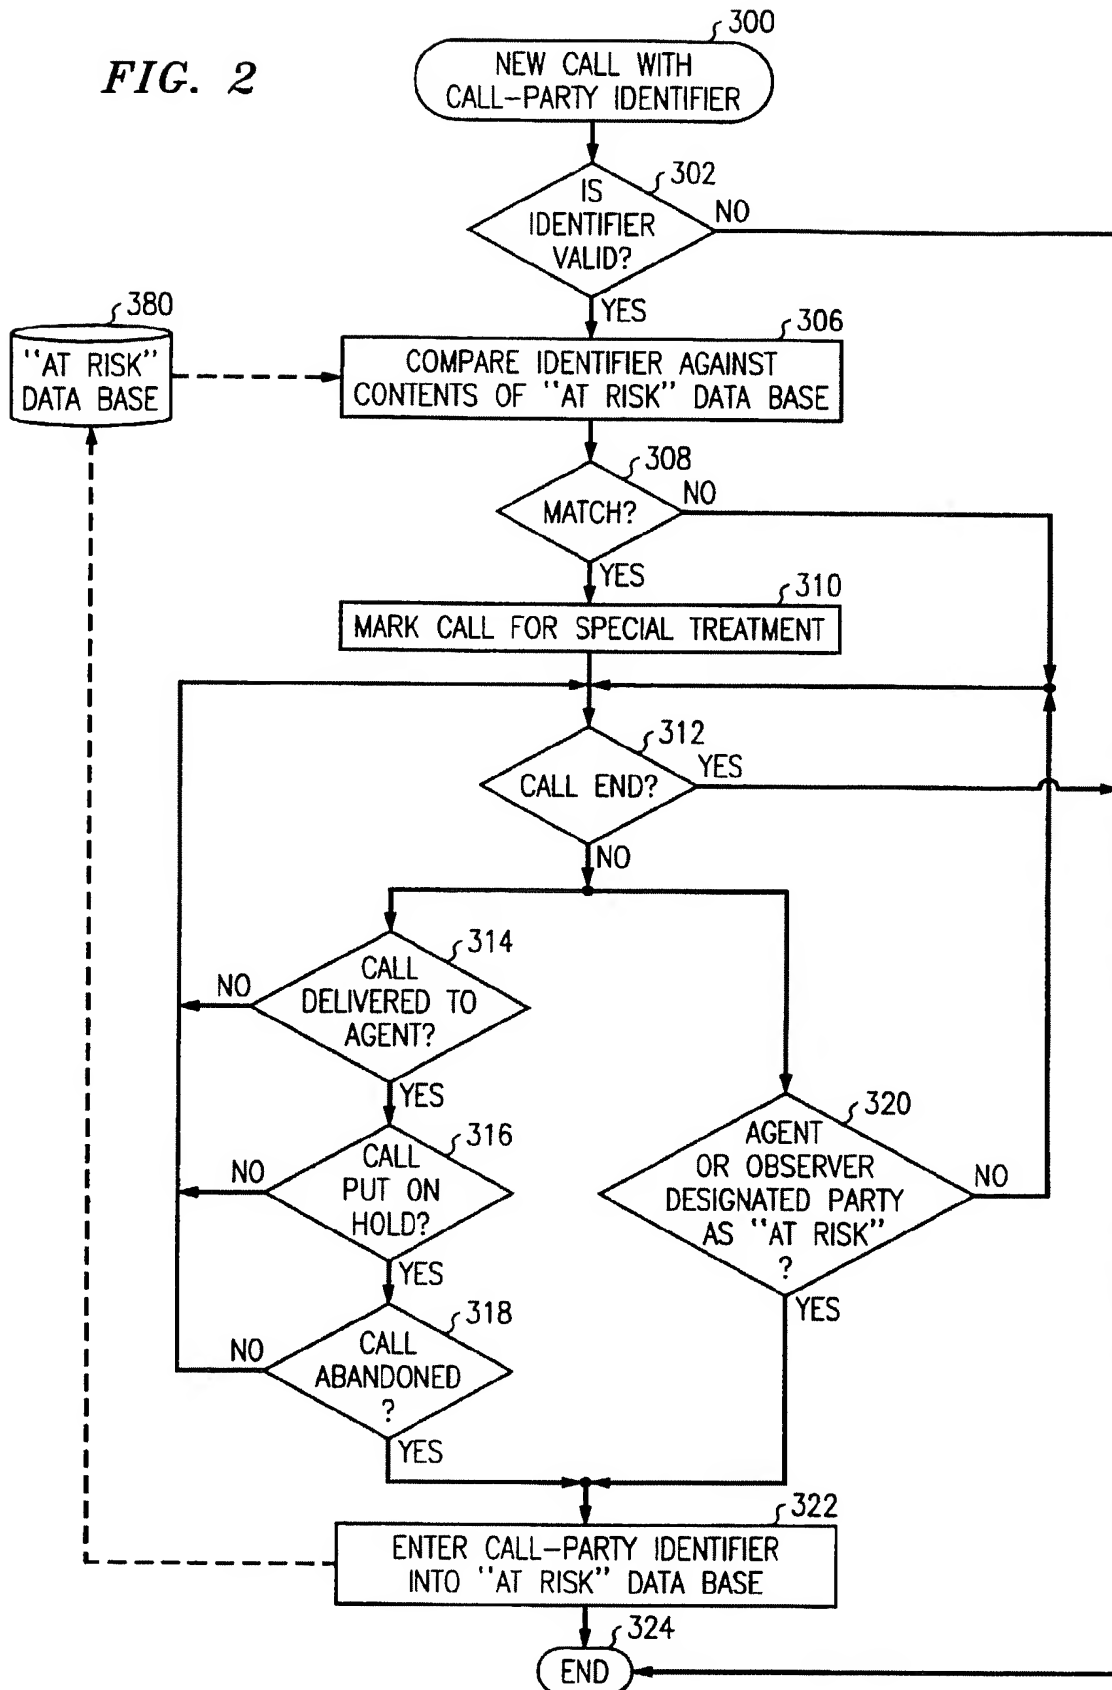 FIG. 2
300
NEW CALL WITH
CALL-PARTY IDENTIFIER
302
IS
IDENTIFIER
VALID?
NO
YES
380
"AT RISK"
DATA BASE
306
COMPARE IDENTIFIER AGAINST
CONTENTS OF "AT RISK" DATA BASE
308
MATCH?
NO
YES
310
MARK CALL FOR SPECIAL TREATMENT
312
CALL END?
YES
NO
314
CALL
DELIVERED TO
AGENT?
NO
YES
316
CALL
PUT ON
HOLD?
NO
YES
318
CALL
ABANDONED
?
NO
YES
320
AGENT
OR OBSERVER
DESIGNATED PARTY
AS "AT RISK"
?
NO
YES
322
ENTER CALL-PARTY IDENTIFIER
INTO "AT RISK" DATA BASE
324
END